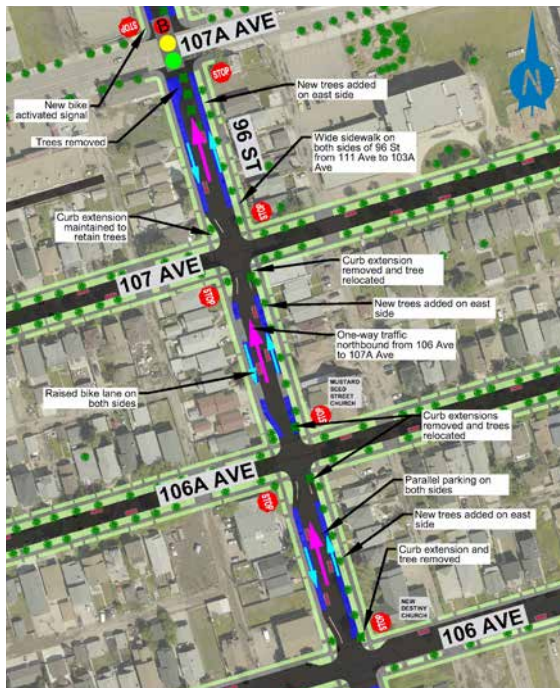 STOP
B
107A AVE
STOP
New bike
activated signal
New trees added
on east side
Trees removed
96 ST
Wide sidewalk on
both sides of 96 St
from 111 Ave to 103A
Ave
STOP
Curb extension
maintained to
retain trees
107 AVE
Curb extension
removed and tree
relocated
STOP
New trees added on east
side
One-way traffic
northbound from 106 Ave
to 107A Ave
Raised bike lane on
both sides
MUSTARD
SEED
STREET
CHURCH
STOP
Curb extensions
removed and trees
relocated
106A AVE
STOP
Parallel parking on
both sides
New trees added on east
side
Curb extension and
tree removed
NEW
DESTINY
CHURCH
106 AVE
N